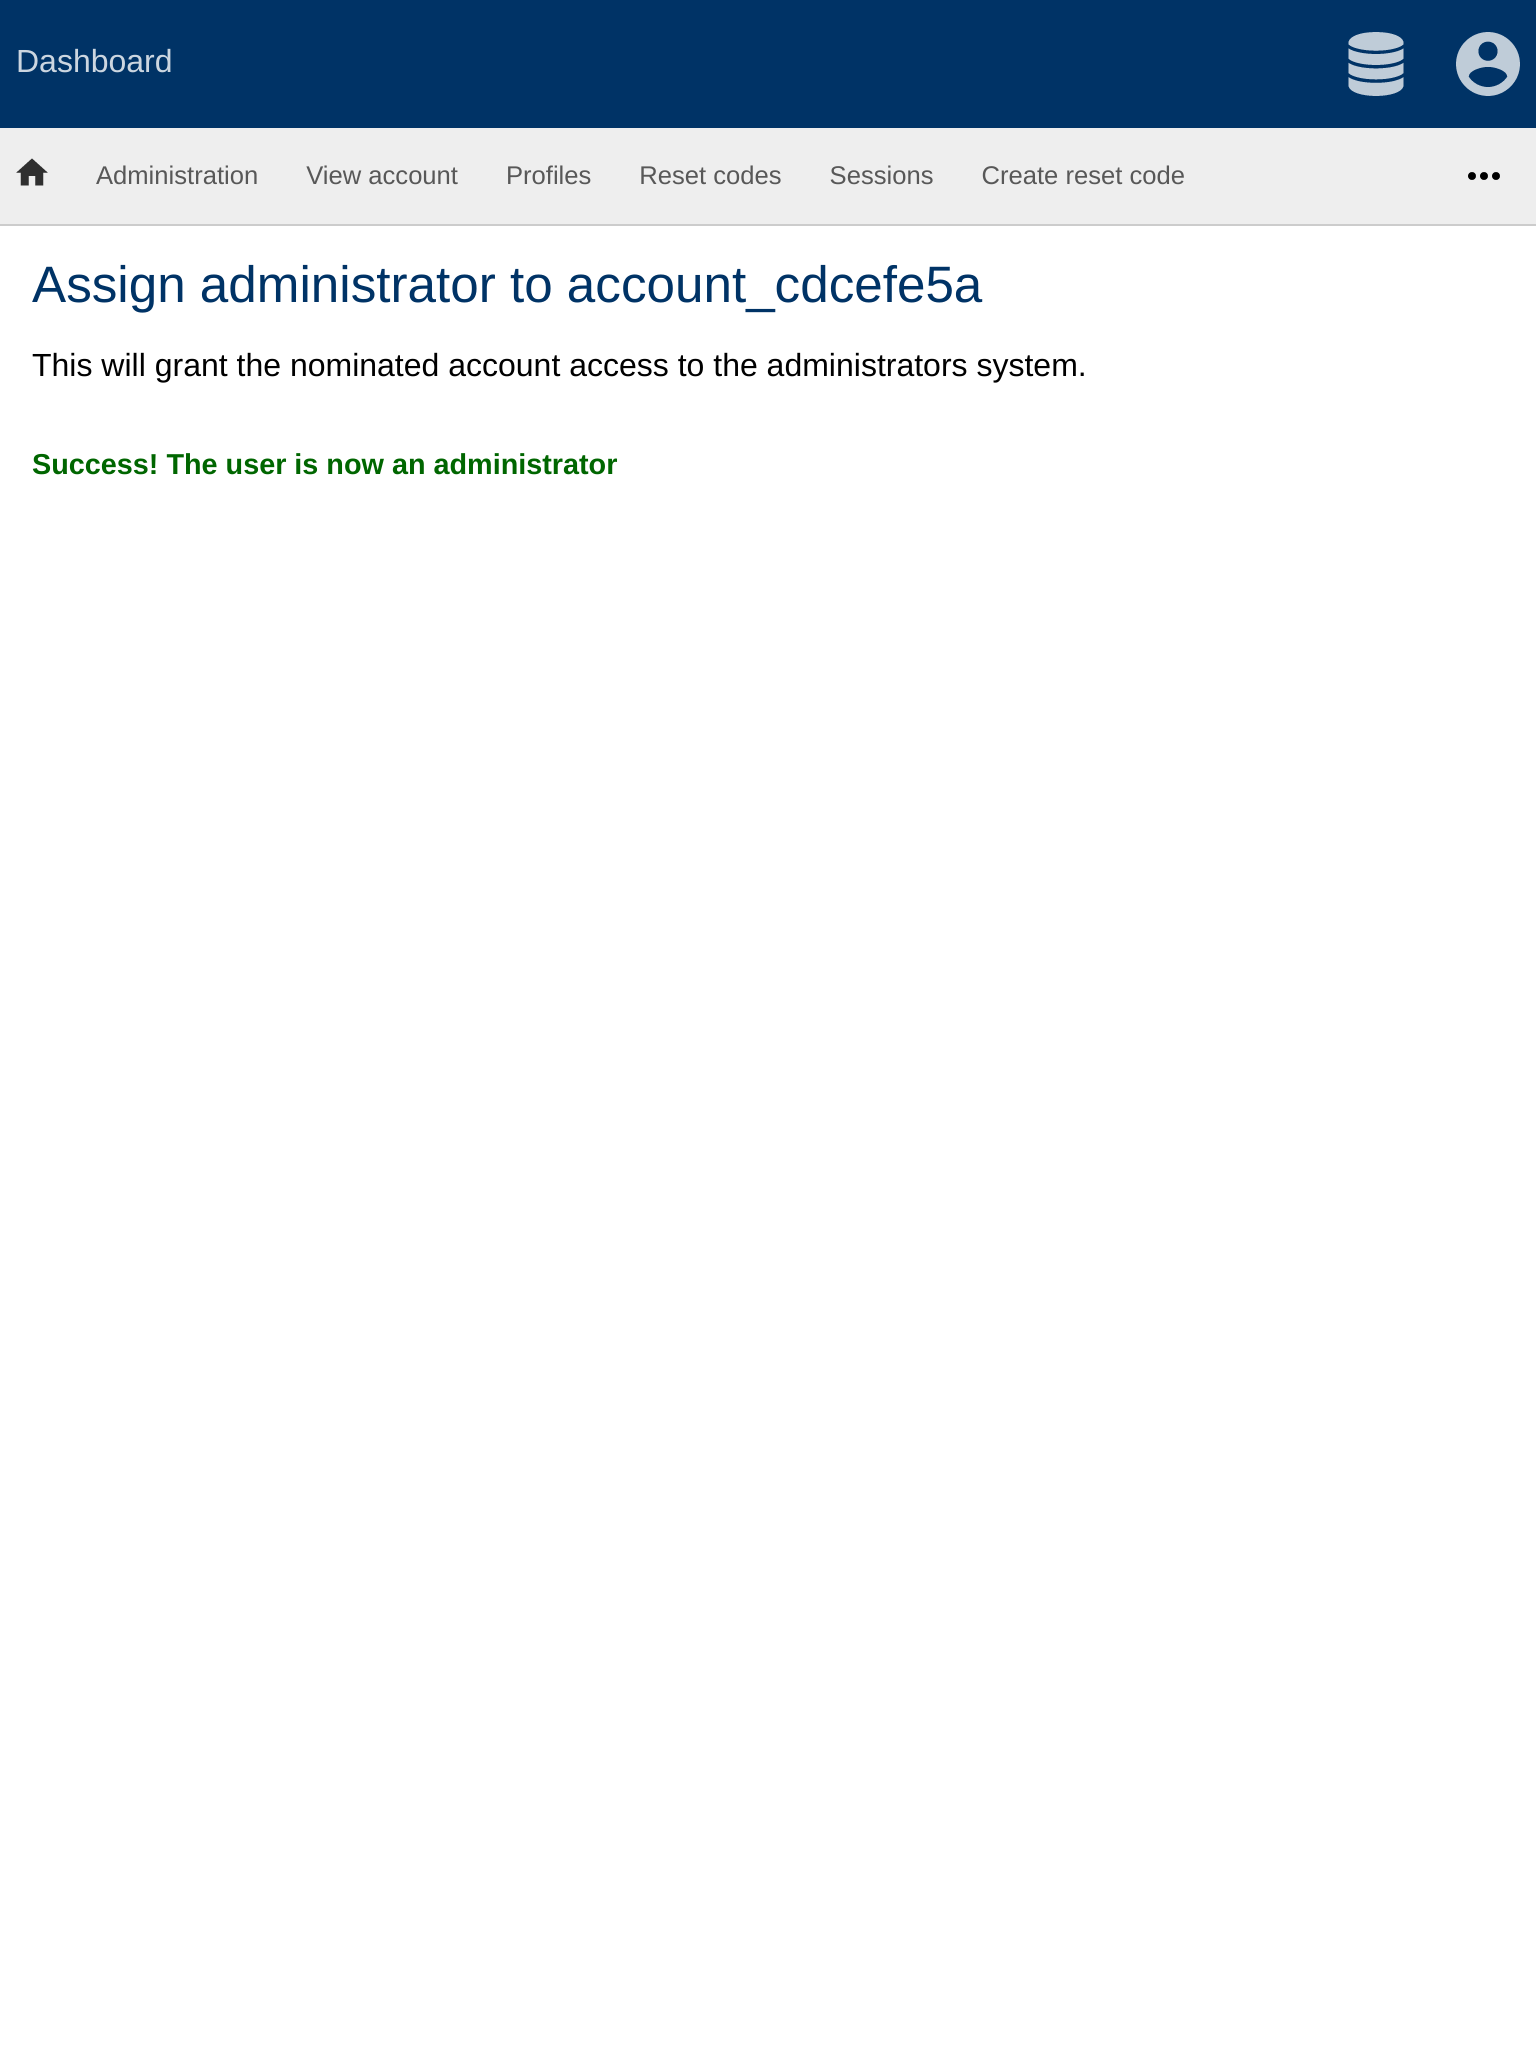 Dashboard
Administration View account Profiles Reset codes Sessions Create reset code
Assign administrator to account_cdcefe5a
This will grant the nominated account access to the administrators system.
Success! The user is now an administrator